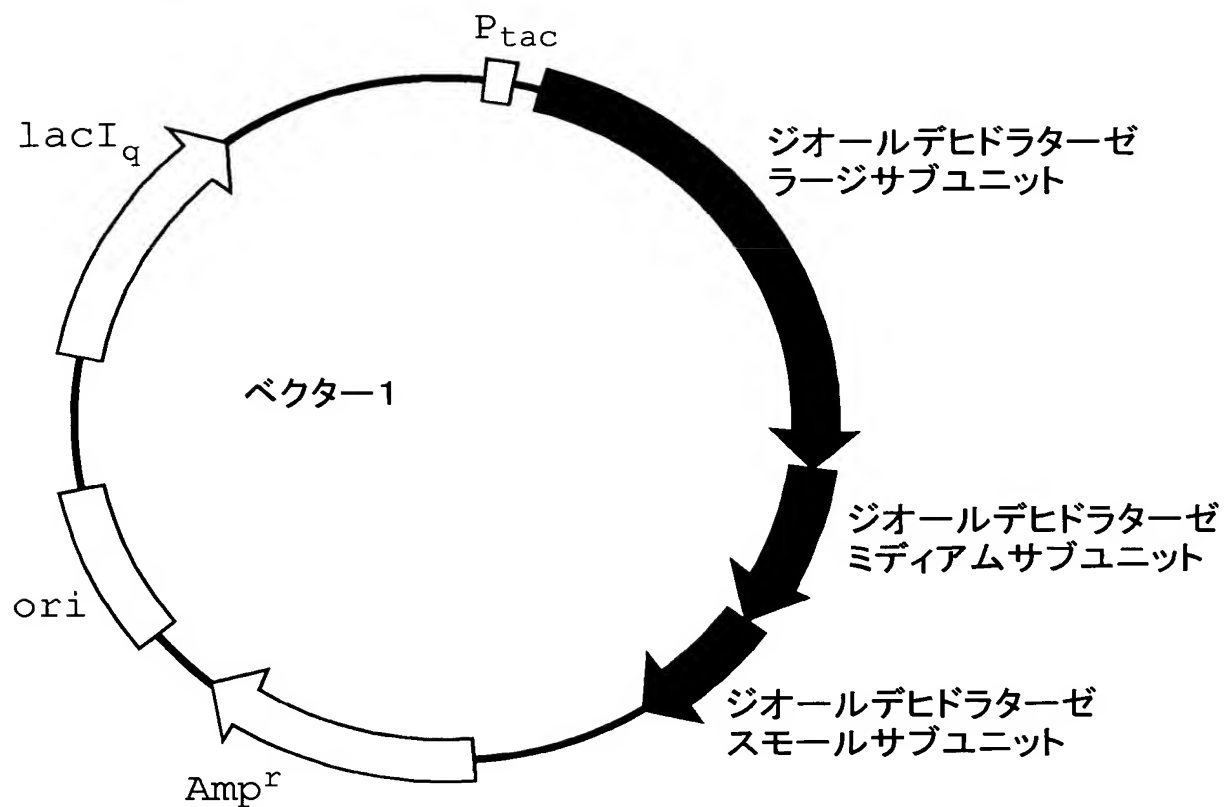 Ptac
lacIq
ジオールデヒドラターゼ
ラージサブユニット
ベクター1
ジオールデヒドラターゼ
ミディアムサブユニット
ori
ジオールデヒドラターゼ
スモールサブユニット
Ampr